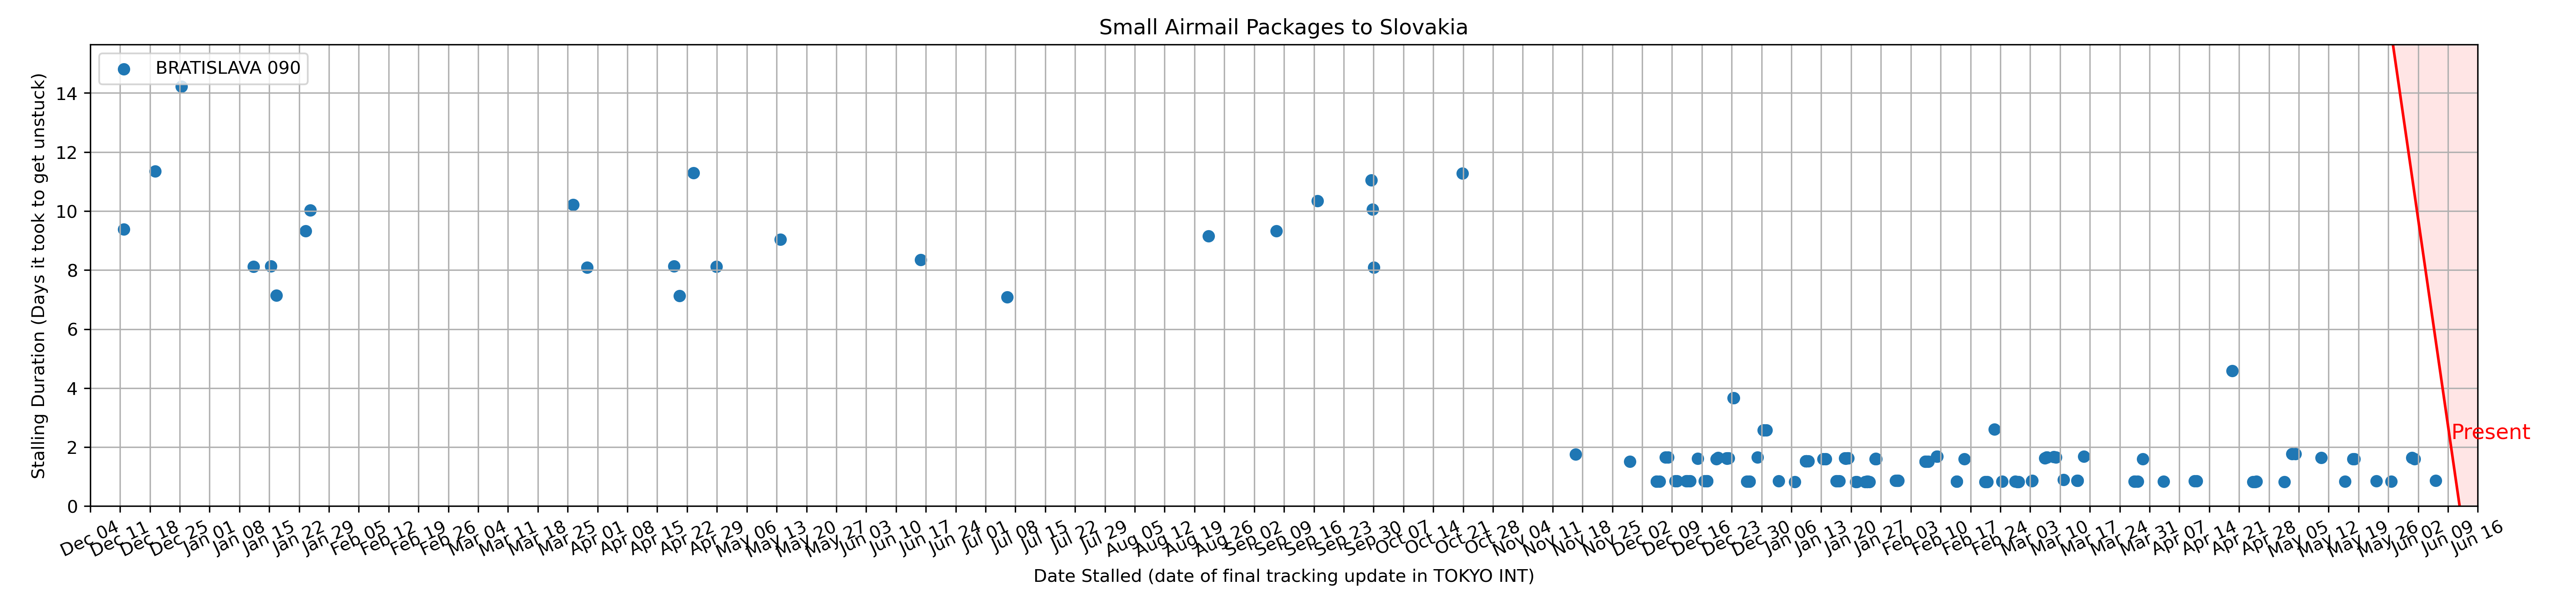 Small Airmail Packages to Slovakia
BRATISLAVA 090
Stalling Duration (Days it took to get unstuck)
14
12
10
8
6
4
2
0
Present
Dec 04
Dec 11
Dec 18
Dec 25
Jan 01
Jan 08
Jan 15
Jan 22
Jan 29
Feb 05
Feb 12
Feb 19
Feb 26
Mar 04
Mar 11
Mar 18
Mar 25
Apr 01
Apr 08
Apr 15
Apr 22
Apr 29
May 06
May 13
May 20
May 27
Jun 03
Jun 10
Jun 17
Jun 24
Jul 01
Jul 08
Jul 15
Jul 22
Jul 29
Aug 05
Aug 12
Aug 19
Aug 26
Sep 02
Sep 09
Sep 16
Sep 23
Sep 30
Oct 07
Oct 14
Oct 21
Oct 28
Nov 04
Nov 11
Nov 18
Nov 25
Dec 02
Dec 09
Dec 16
Dec 23
Dec 30
Jan 06
Jan 13
Jan 20
Jan 27
Feb 03
Feb 10
Feb 17
Feb 24
Mar 03
Mar 10
Mar 17
Mar 24
Mar 31
Apr 07
Apr 14
Apr 21
Apr 28
May 05
May 12
May 19
May 26
Jun 02
Jun 09
Jun 16
Date Stalled (date of final tracking update in TOKYO INT)